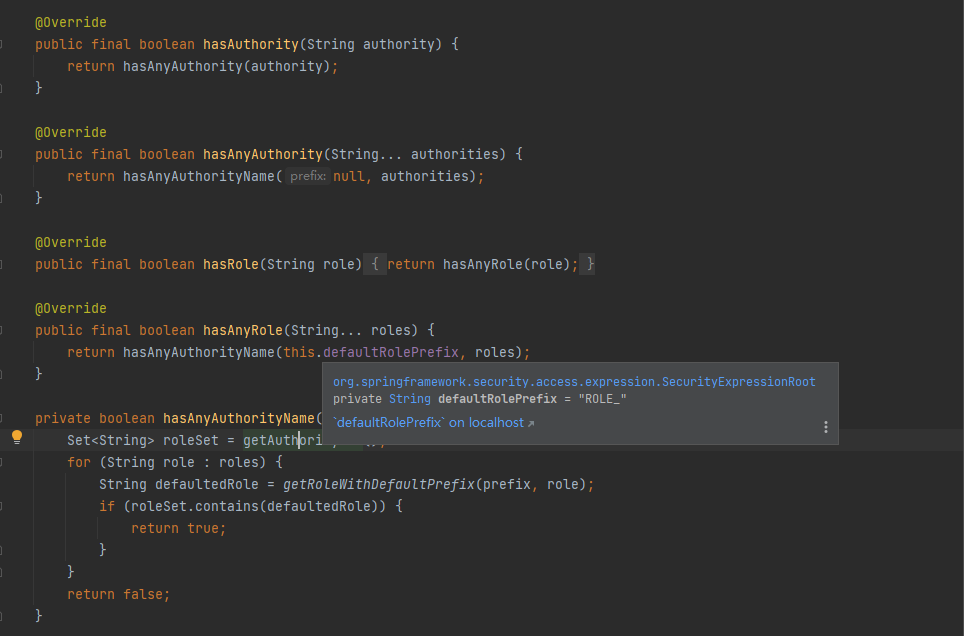 @Override
public final boolean hasAuthority(String authority) {
return hasAnyAuthority(authority);
}
@Override
public final boolean hasAnyAuthority(String... authorities) {
return hasAnyAuthorityName( prefix: null, authorities);
}
@Override
public final boolean hasRole(String role) { return hasAnyRole(role); }
@Override
public final boolean hasAnyRole(String... roles) {
return hasAnyAuthorityName(this.defaultRolePrefix, roles);
}
org.springframework.security.access.expression.SecurityExpressionRoot
private String defaultRolePrefix = "ROLE_"
`defaultRolePrefix` on localhost ↗
private boolean hasAnyAuthorityName(
Set<String> roleSet =
for (String role : roles) {
String defaultedRole = getRoleWithDefaultPrefix(prefix, role);
if (roleSet.contains(defaultedRole)) {
return true;
}
}
return false;
}